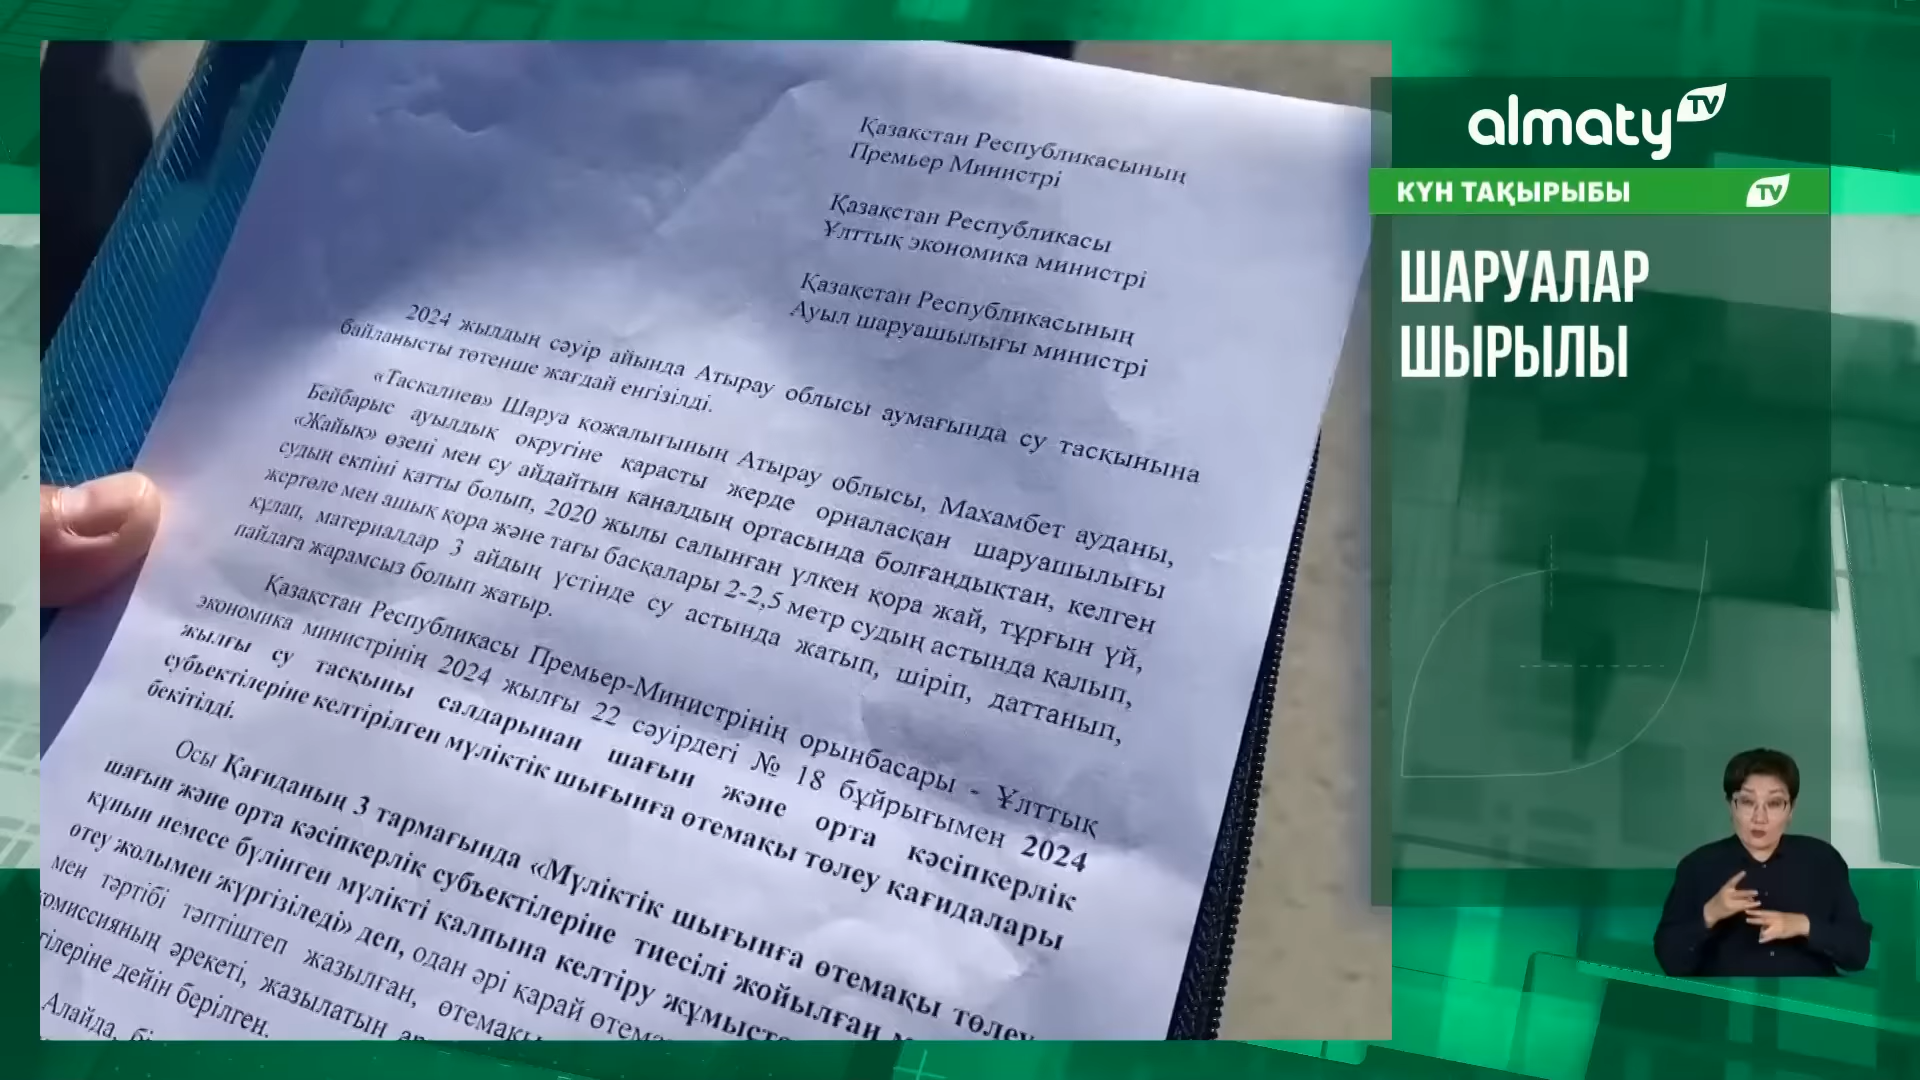 Қазақстан Республикасының
Премьер Министрі
Қазақстан Республикасы
Ұлттық экономика министрі
Қазақстан Республикасының
Ауыл шаруашылығы министрі
2024 жылдың сәуір айында Атырау облысы аумағында су тасқынына
байланысты төтенше жағдай енгізілді.
«Таскалиев» Шаруа қожалығының Атырау облысы, Махамбет ауданы,
Бейбарыс ауылдық округіне қарасты жерде орналасқан шаруашылығы
«Жайық» өзені мен су айдайтын каналдың ортасында болғандықтан, келген
судың екпіні қатты болып, 2020 жылы салынған үлкен қора жай, тұрғын үй,
жертөле мен ашық қора және тағы басқалары 2-2,5 метр судың астында қалып,
құлап, материалдар 3 айдың үстінде су астында жатып, шіріп, даттанып,
пайдаға жарамсыз болып жатыр.
Қазақстан Республикасы Премьер-Министрінің орынбасары - Ұлттық
экономика министрінің 2024 жылғы 22 сәуірдегі № 18 бұйрығымен 2024
жылғы су тасқыны салдарынан шағын және орта кәсіпкерлік
субъектілеріне келтірілген мүліктік шығынға өтемақы төлеу қағидалары
бекітілді.
Осы Қағиданың 3 тармағында «Мүліктік шығынға өтемақы төлеу
шағын және орта кәсіпкерлік субъектілеріне тиесілі жойылған
құнын немесе бүлінген мүлікті қалпына келтіру
өтеу жолымен жүргізіледі» деп, одан әрі қарай
мен тәртібі тәптіштеп жазылған,
әрекеті, жазылатын
дейін берілген.
Алайда,
almaty TV
КҮН ТАҚЫРЫБЫ TV
ШАРУАЛАР
ШЫРЫЛЫ